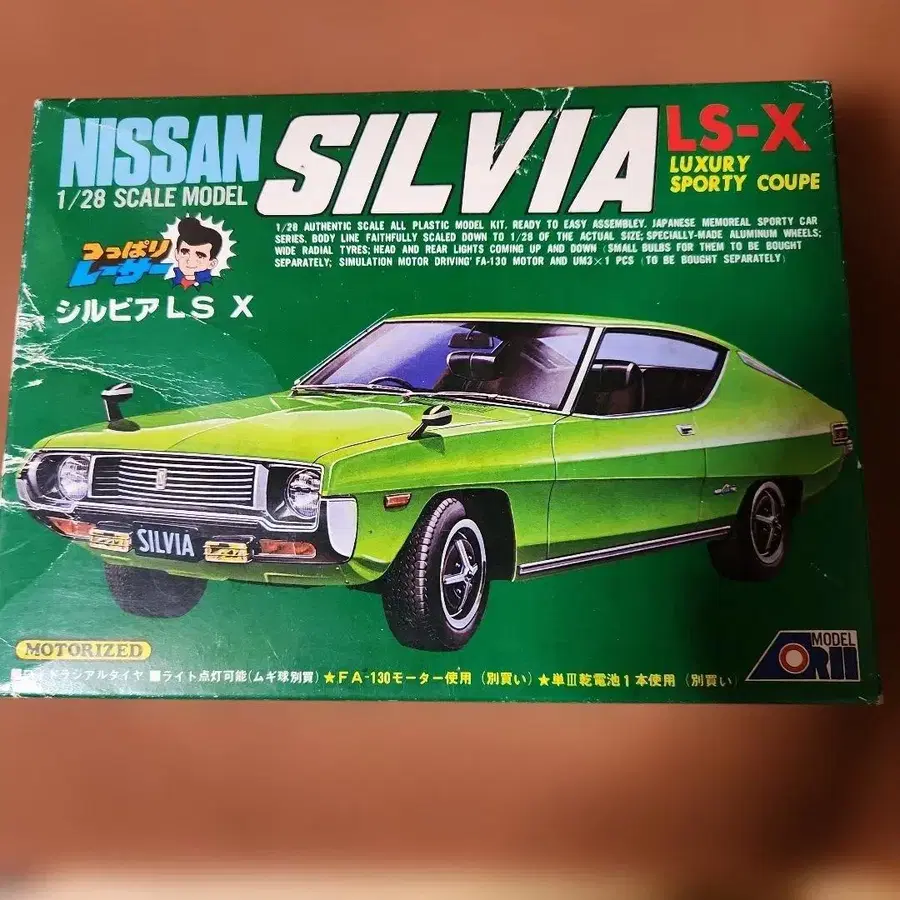 NISSAN
SILVIA
LS-X
LUXURY
SPORTY COUPE
1/28 SCALE MODEL
1/28 AUTHENTIC SCALE ALL PLASTIC MODEL KIT. READY TO EASY ASSEMBLEY. JAPANESE MEMOREAL SPORTY CAR
SERIES. BODY LINE FAITHFULLY SCALED DOWN TO 1/28 OF THE ACTUAL SIZE; SPECIALLY-MADE ALUMINUM WHEELS;
WIDE RADIAL TYRES; HEAD AND REAR LIGHTS COMING UP AND DOWN (SMALL BULBS FOR THEM TO BE BOUGHT
SEPARATELY; SIMULATION MOTOR DRIVING' FA-130 MOTOR AND UM3×1 PCS (TO BE BOUGHT SEPARATELY)
つっぱり
レーサー
シルビアLS X
SILVIA
MOTORIZED
MODEL
ORII
ドラジアルタイヤ ■ライト点灯可能(ムギ球別買) ★FA-130モーター使用 (別買い) ★単III乾電池1本使用 (別買い)